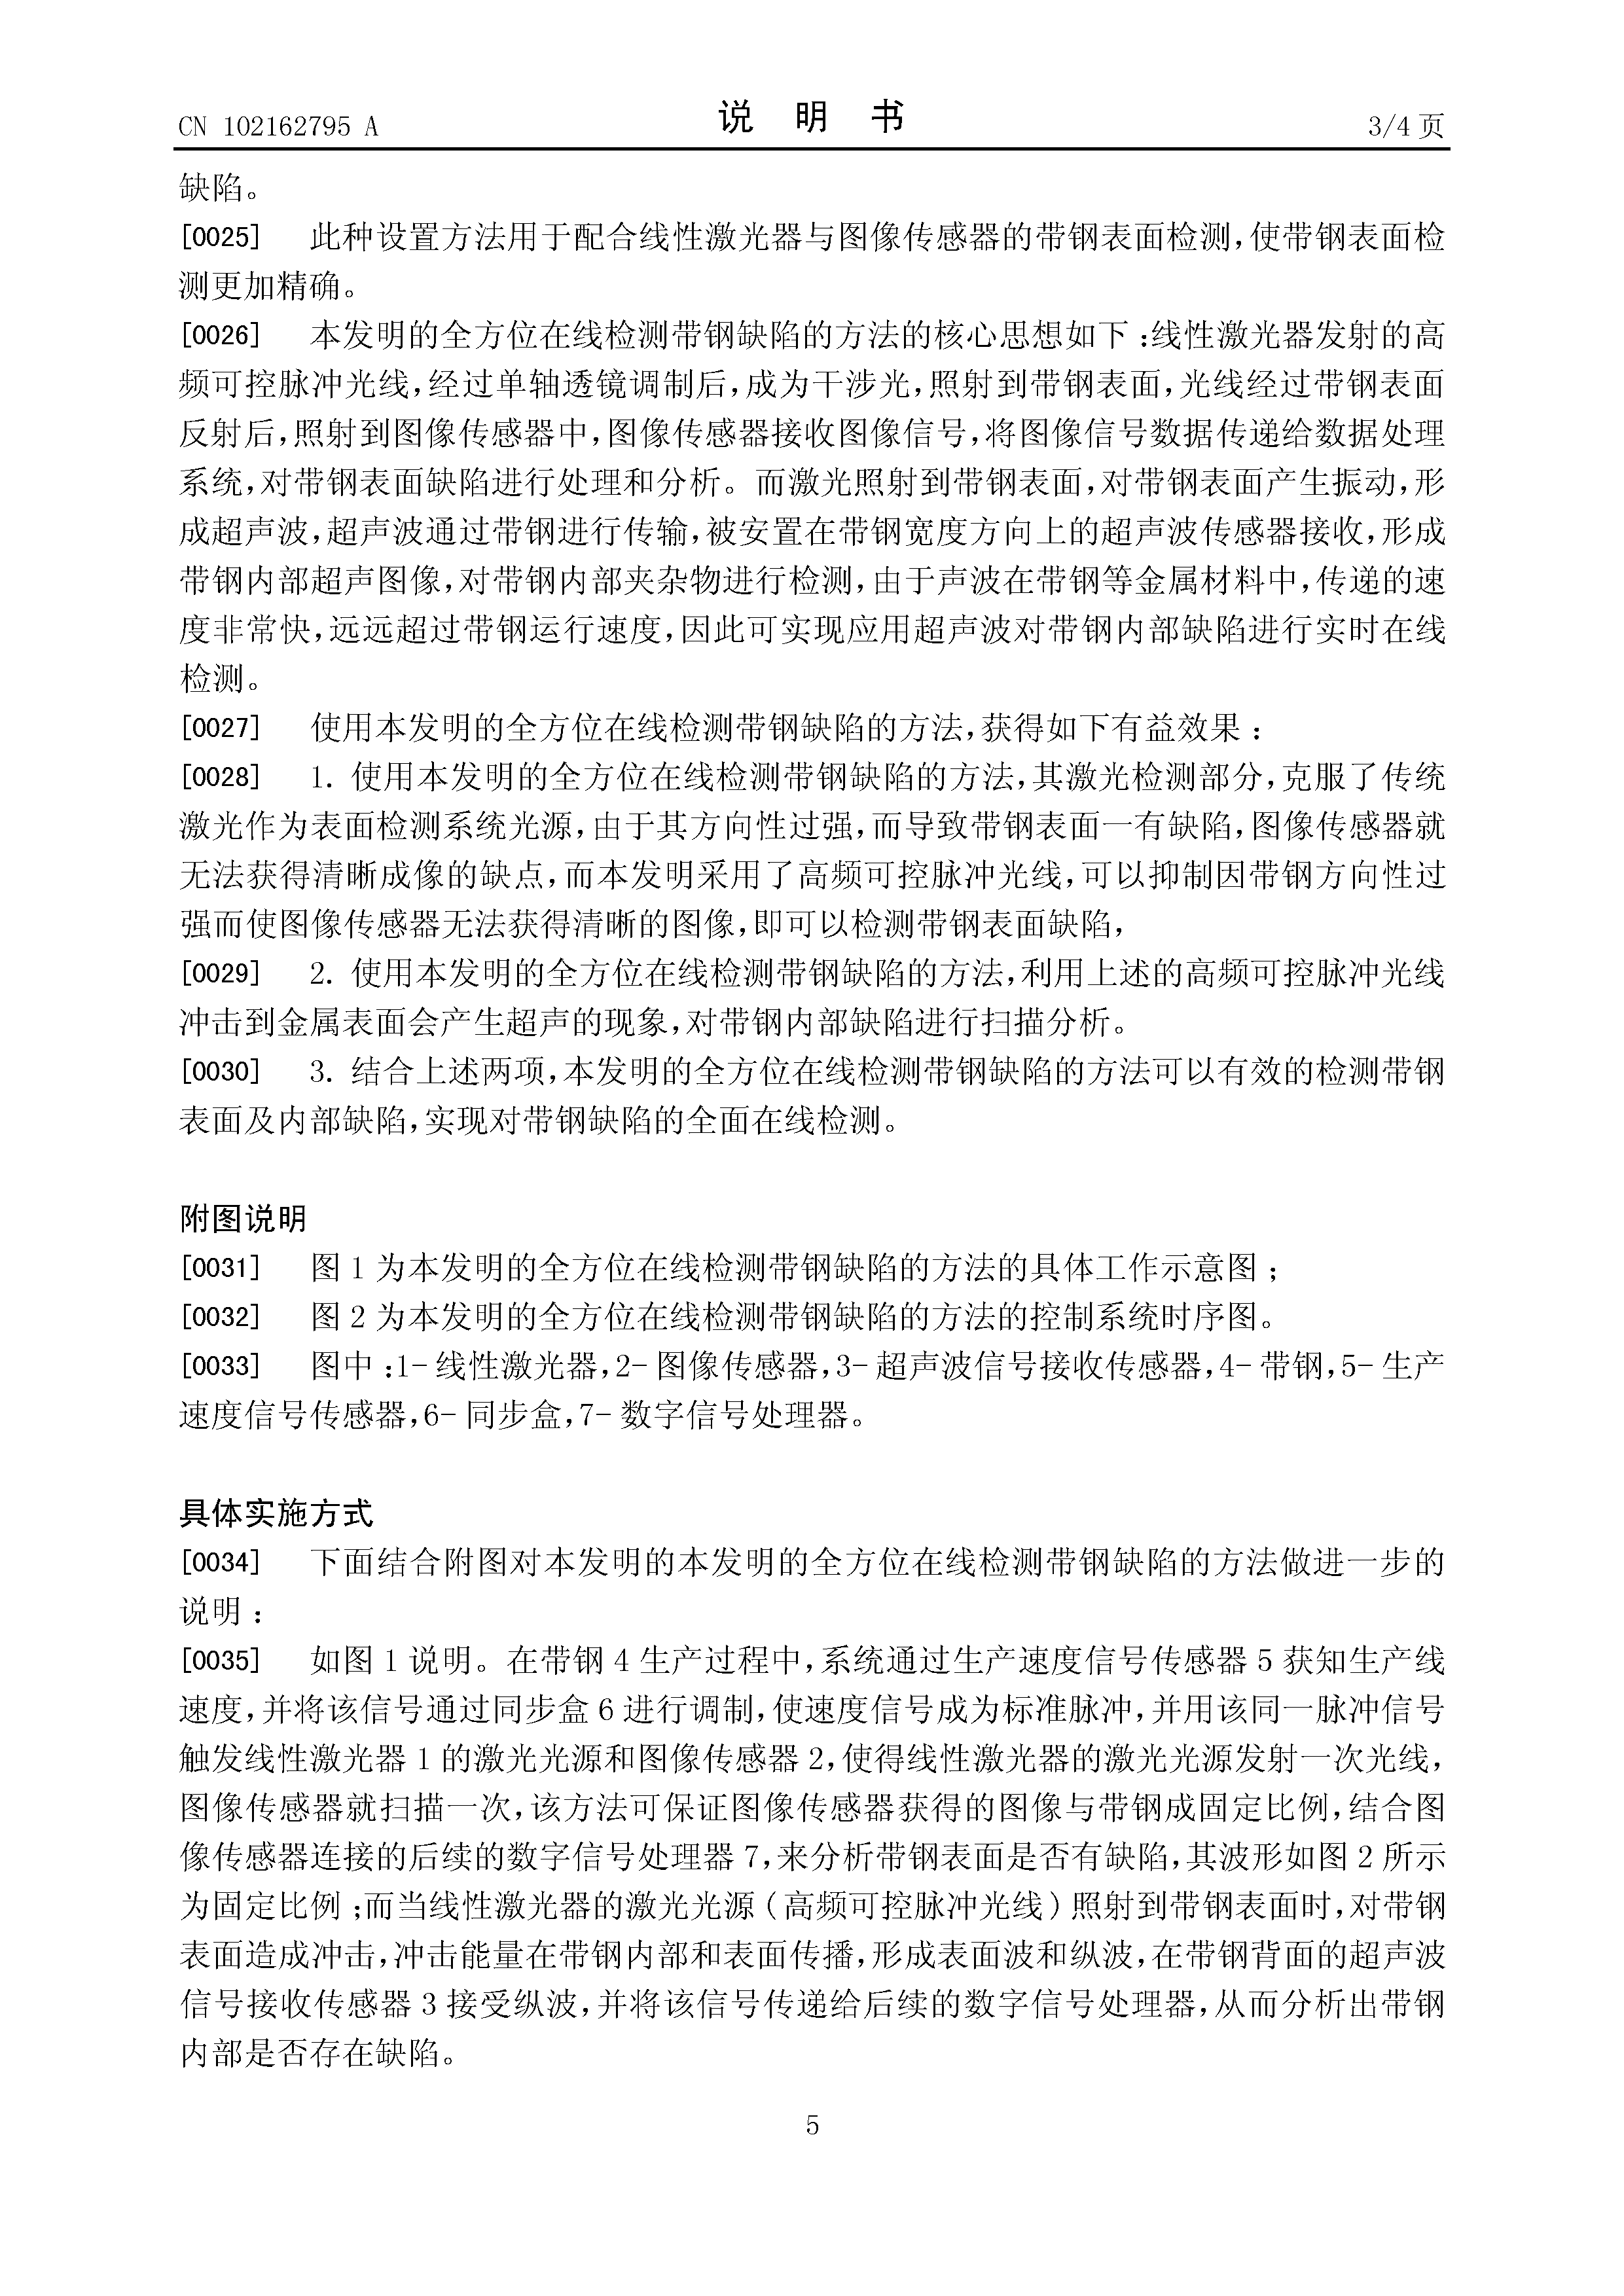 CN 102162795 A
说 明 书
3/4 页
缺陷。
[0025] 此种设置方法用于配合线性激光器与图像传感器的带钢表面检测,使带钢表面检
测更加精确。
[0026] 本发明的全方位在线检测带钢缺陷的方法的核心思想如下:线性激光器发射的高
频可控脉冲光线,经过单轴透镜调制后,成为干涉光,照射到带钢表面,光线经过带钢表面
反射后,照射到图像传感器中,图像传感器接收图像信号,将图像信号数据传递给数据处理
系统,对带钢表面缺陷进行处理和分析。而激光照射到带钢表面,对带钢表面产生振动,形
成超声波,超声波通过带钢进行传输,被安置在带钢宽度方向上的超声波传感器接收,形成
带钢内部超声图像,对带钢内部夹杂物进行检测,由于声波在带钢等金属材料中,传递的速
度非常快,远远超过带钢运行速度,因此可实现应用超声波对带钢内部缺陷进行实时在线
检测。
[0027] 使用本发明的全方位在线检测带钢缺陷的方法,获得如下有益效果:
[0028] 1. 使用本发明的全方位在线检测带钢缺陷的方法,其激光检测部分,克服了传统
激光作为表面检测系统光源,由于其方向性过强,而导致带钢表面一有缺陷,图像传感器就
无法获得清晰成像的缺点,而本发明采用了高频可控脉冲光线,可以抑制因带钢方向性过
强而使图像传感器无法获得清晰的图像,即可以检测带钢表面缺陷,
[0029] 2. 使用本发明的全方位在线检测带钢缺陷的方法,利用上述的高频可控脉冲光线
冲击到金属表面会产生超声的现象,对带钢内部缺陷进行扫描分析。
[0030] 3. 结合上述两项,本发明的全方位在线检测带钢缺陷的方法可以有效的检测带钢
表面及内部缺陷,实现对带钢缺陷的全面在线检测。
附图说明
[0031] 图 1 为本发明的全方位在线检测带钢缺陷的方法的具体工作示意图;
[0032] 图 2 为本发明的全方位在线检测带钢缺陷的方法的控制系统时序图。
[0033] 图中:1-线性激光器,2-图像传感器,3-超声波信号接收传感器,4-带钢,5-生产
速度信号传感器,6-同步盒,7-数字信号处理器。
具体实施方式
[0034] 下面结合附图对本发明的本发明的全方位在线检测带钢缺陷的方法做进一步的
说明:
[0035] 如图 1 说明。在带钢 4 生产过程中,系统通过生产速度信号传感器 5 获知生产线
速度,并将该信号通过同步盒 6 进行调制,使速度信号成为标准脉冲,并用该同一脉冲信号
触发线性激光器 1 的激光光源和图像传感器 2,使得线性激光器的激光光源发射一次光线,
图像传感器就扫描一次,该方法可保证图像传感器获得的图像与带钢成固定比例,结合图
像传感器连接的后续的数字信号处理器 7,来分析带钢表面是否有缺陷,其波形如图 2 所示
为固定比例;而当线性激光器的激光光源(高频可控脉冲光线)照射到带钢表面时,对带钢
表面造成冲击,冲击能量在带钢内部和表面传播,形成表面波和纵波,在带钢背面的超声波
信号接收传感器 3 接受纵波,并将该信号传递给后续的数字信号处理器,从而分析出带钢
内部是否存在缺陷。
5